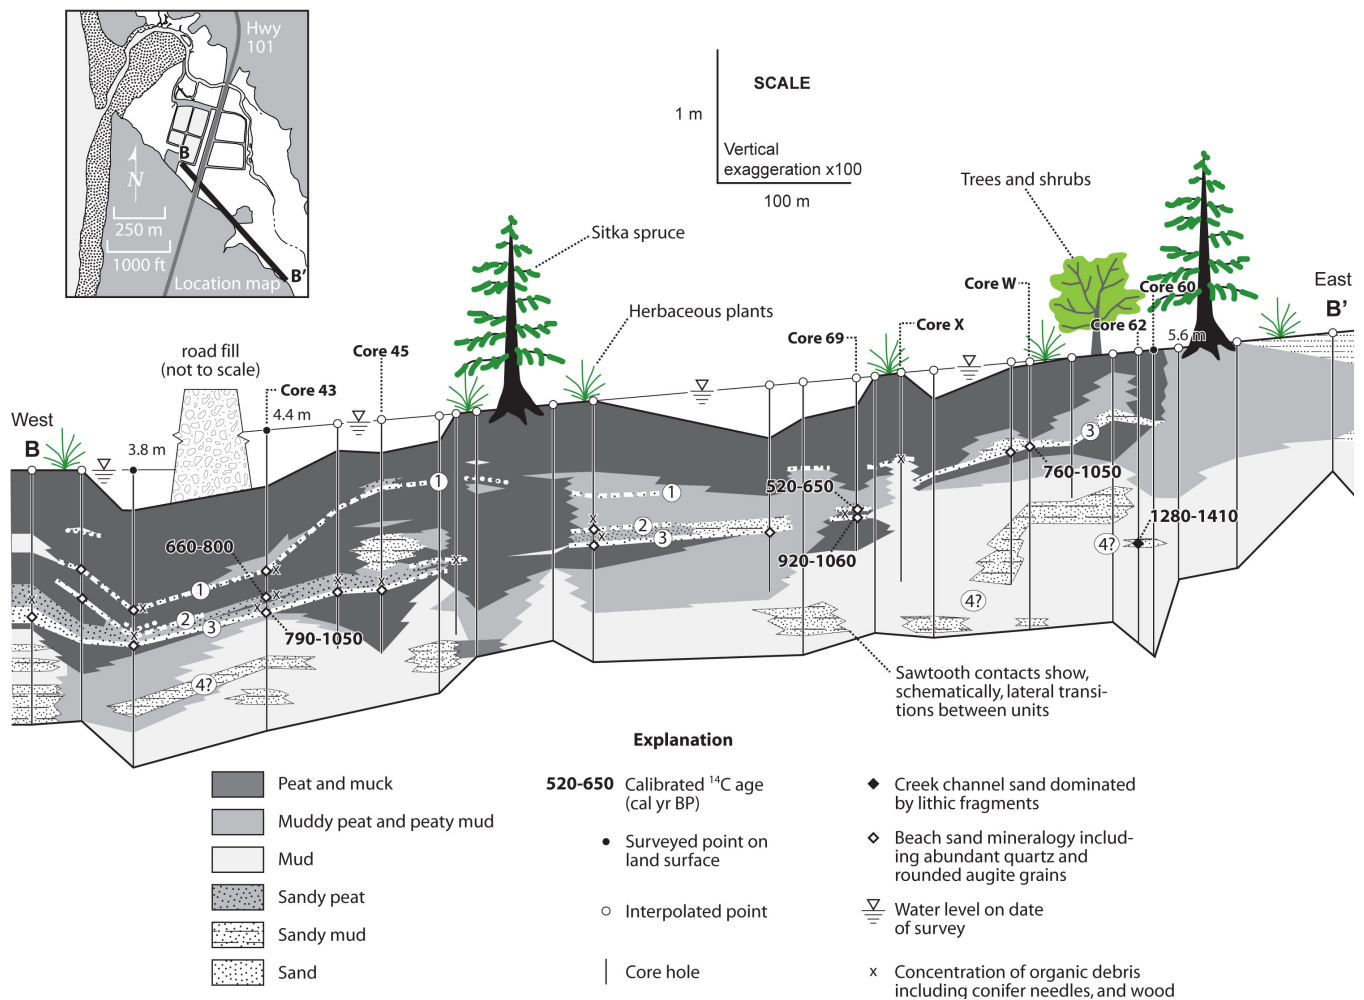 Hwy
101
B
N
250 m
1000 ft
Location map
B'
SCALE
1 m
Vertical
exaggeration x100
100 m
Trees and shrubs
Sitka spruce
Herbaceous plants
East
B’
Core W
Core 60
Core X
Core 62
Core 69
5.6 m
road fill
(not to scale)
Core 45
Core 43
4.4 m
West
B
3.8 m
1
1
3
520-650
760-1050
2
3
1280-1410
660-800
4?
920-1060
1
2
3
4?
790-1050
4?
Sawtooth contacts show,
schematically, lateral transi-
tions between units
Explanation
Peat and muck
Muddy peat and peaty mud
Mud
Sandy peat
Sandy mud
Sand
520-650 Calibrated 14C age
(cal yr BP)
Surveyed point on
land surface
Interpolated point
Core hole
Creek channel sand dominated
by lithic fragments
Beach sand mineralogy includ-
ing abundant quartz and
rounded augite grains
Water level on date
of survey
x Concentration of organic debris
including conifer needles, and wood